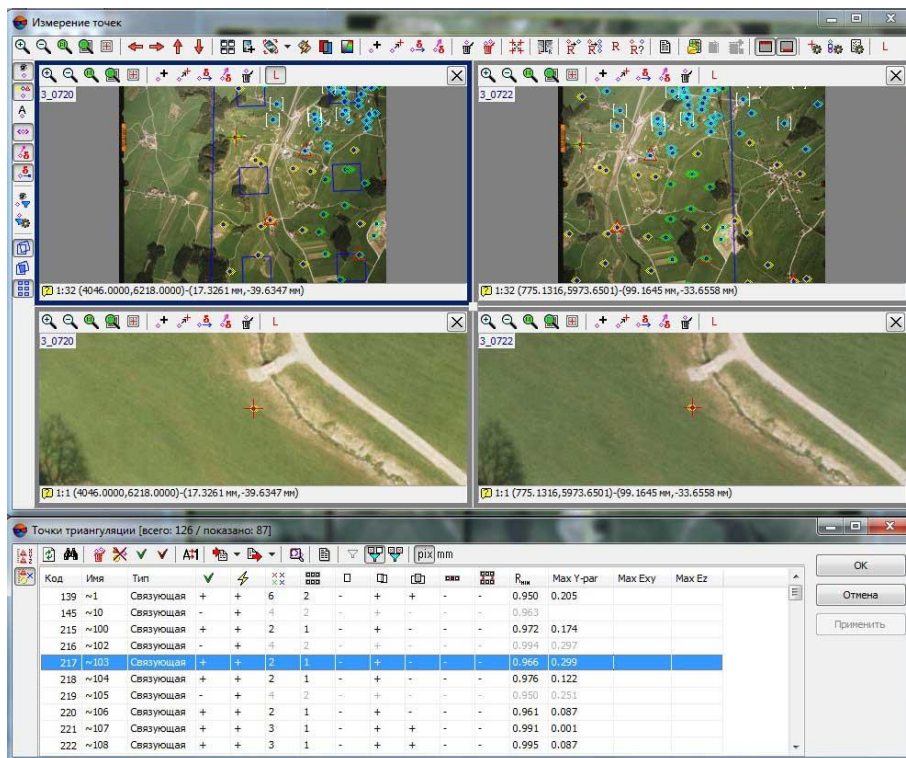 Измерение точек
R R R R? L
L
L
3_0720
3_0722
1:32 (4046.0000,6218.0000)-(17.3261 мм,-39.6347 мм)
1:32 (775.1316,5973.6501)-(99.1645 мм,-33.6558 мм)
L
L
3_0720
3_0722
1:1 (4046.0000,6218.0000)-(17.3261 мм,-39.6347 мм)
1:1 (775.1316,5973.6501)-(99.1645 мм,-33.6558 мм)
Точки триангуляции [всего: 126 / показано: 87]
pix mm
OK
Отмена
Применить
Код Имя Тип Rмин Max Y-par Max Exy Max Ez
139 ~1 Связующая + + 6 2 - + + - - 0.950 0.205
145 ~10 Связующая - + 4 2 - + - - - 0.963
215 ~100 Связующая + + 2 1 - + - - - 0.972 0.174
216 ~102 Связующая - + 4 2 - + - - - 0.994 0.297
217 ~103 Связующая + + 2 1 - + - - - 0.966 0.299
218 ~104 Связующая + + 2 1 - + - - - 0.976 0.122
219 ~105 Связующая - + 4 2 - + - - - 0.950 0.251
220 ~106 Связующая + + 2 1 - + - - - 0.961 0.087
221 ~107 Связующая + + 3 1 - + + - - 0.991 0.001
222 ~108 Связующая + + 3 1 - + + - - 0.995 0.087